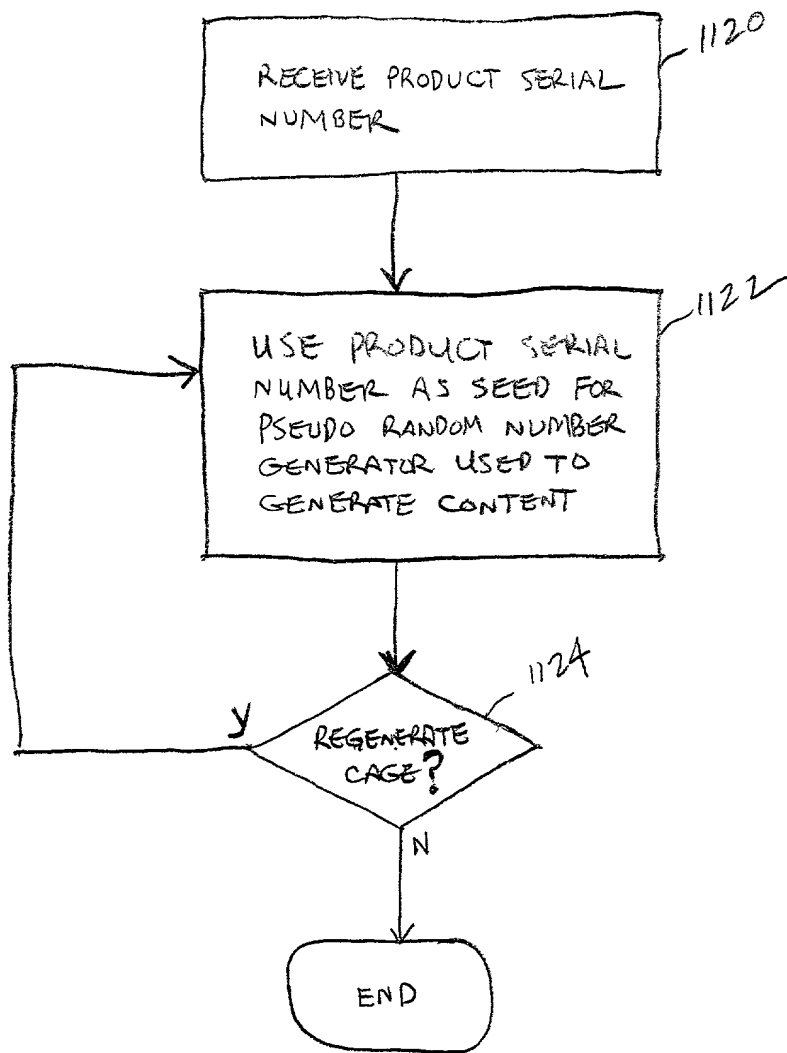 1120
RECEIVE PRODUCT SERIAL
NUMBER
1122
USE PRODUCT SERIAL
NUMBER AS SEED FOR
PSEUDO RANDOM NUMBER
GENERATOR USED TO
GENERATE CONTENT
1124
Y
REGENERATE
CAGE?
N
END